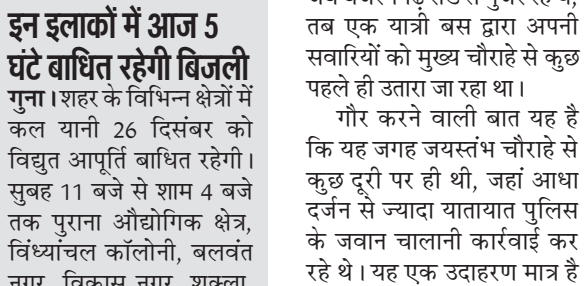 इन इलाकों में आज 5
घंटे बाधित रहेगी बिजली
गुना। शहर के विभिन्न क्षेत्रों में
कल यानी 26 दिसंबर को
विद्युत आपूर्ति बाधित रहेगी।
सुबह 11 बजे से शाम 4 बजे
तक पुराना औद्योगिक क्षेत्र,
विंध्यांचल कॉलोनी, बलवंत
नगर, विकास नगर, शुक्ला
तब एक यात्री बस द्वारा अपनी
सवारियों को मुख्य चौराहे से कुछ
पहले ही उतारा जा रहा था।
गौर करने वाली बात यह है
कि यह जगह जयस्तंभ चौराहे से
कुछ दूरी पर ही थी, जहां आधा
दर्जन से ज्यादा यातायात पुलिस
के जवान चालानी कार्रवाई कर
रहे थे। यह एक उदाहरण मात्र है